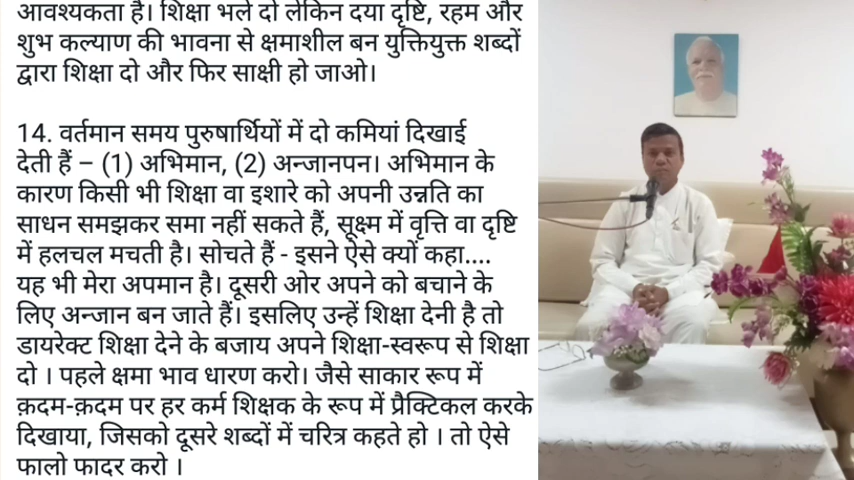 आवश्यकता है। शिक्षा भले दो लेकिन दया दृष्टि, रहम और
शुभ कल्याण की भावना से क्षमाशील बन युक्तियुक्त शब्दों
द्वारा शिक्षा दो और फिर साक्षी हो जाओ।
14. वर्तमान समय पुरुषार्थियों में दो कमियां दिखाई
देती हैं – (1) अभिमान, (2) अन्जानपन। अभिमान के
कारण किसी भी शिक्षा वा इशारे को अपनी उन्नति का
साधन समझकर समा नहीं सकते हैं, सूक्ष्म में वृत्ति वा दृष्टि
में हलचल मचती है। सोचते हैं - इसने ऐसे क्यों कहा....
यह भी मेरा अपमान है। दूसरी ओर अपने को बचाने के
लिए अन्जान बन जाते हैं। इसलिए उन्हें शिक्षा देनी है तो
डायरेक्ट शिक्षा देने के बजाय अपने शिक्षा-स्वरूप से शिक्षा
दो । पहले क्षमा भाव धारण करो। जैसे साकार रूप में
क़दम-क़दम पर हर कर्म शिक्षक के रूप में प्रैक्टिकल करके
दिखाया, जिसको दूसरे शब्दों में चरित्र कहते हो । तो ऐसे
फालो फादर करो ।